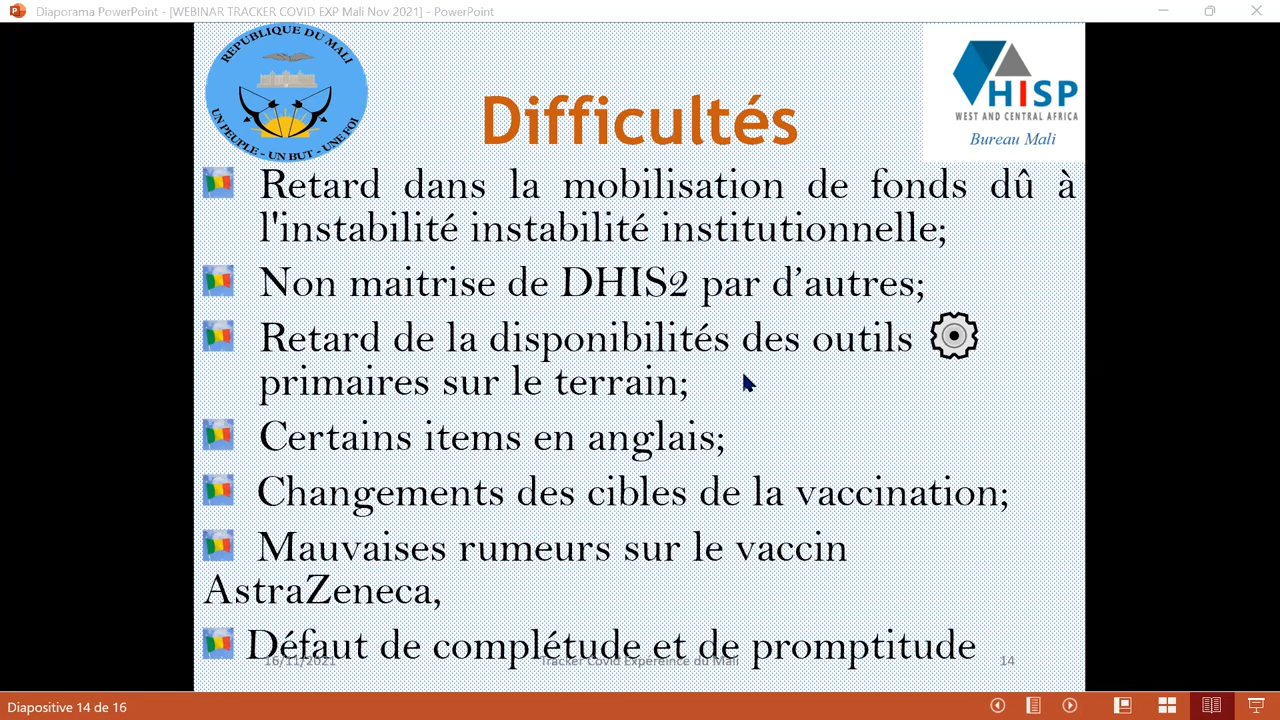 Diaporama PowerPoint - [WEBINAR TRACKER COVID EXP Mali Nov 2021] - PowerPoint
REPUBLIQUE DU MALI
UN PEUPLE - UN BUT - UNE FOI
HISP
WEST AND CENTRAL AFRICA
Bureau Mali
Difficultés
Retard dans la mobilisation de fonds dû à
l'instabilité instabilité institutionnelle;
Non maitrise de DHIS2 par d’autres;
Retard de la disponibilités des outils
primaires sur le terrain;
Certains items en anglais;
Changements des cibles de la vaccination;
Mauvaises rumeurs sur le vaccin
AstraZeneca,
Défaut de complétude et de promptitude
16/11/2021
Tracker Covid Expereince du Mali
14
Diapositive 14 de 16